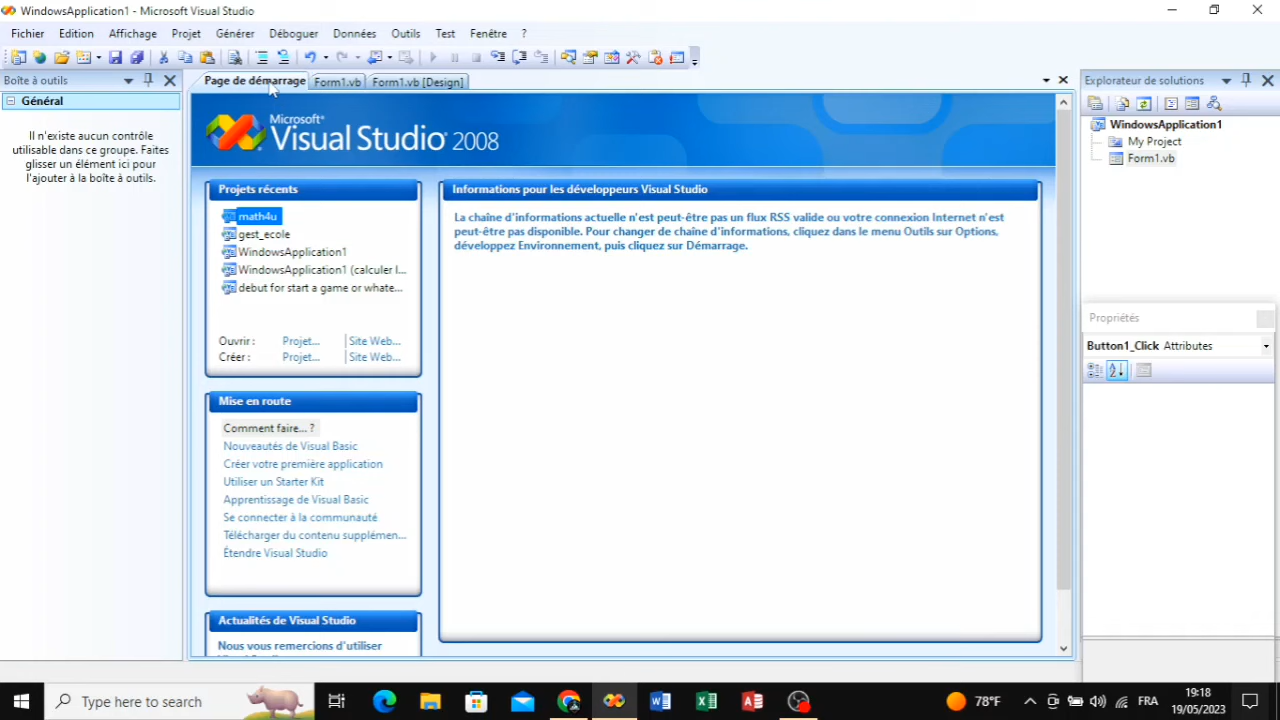 WindowsApplication1 - Microsoft Visual Studio
Fichier Edition Affichage Projet Générer Déboguer Données Outils Test Fenêtre ?
Boîte à outils
Page de démarrage Form1.vb Form1.vb [Design]
Explorateur de solutions
Général
Il n'existe aucun contrôle
utilisable dans ce groupe. Faites
glisser un élément ici pour
l'ajouter à la boîte à outils.
Microsoft
Visual Studio 2008
Projets récents
math4u
gest_ecole
WindowsApplication1
WindowsApplication1 (calculer l...
debut for start a game or whate...
Ouvrir : Projet... Site Web...
Créer : Projet... Site Web...
Mise en route
Comment faire... ?
Nouveautés de Visual Basic
Créer votre première application
Utiliser un Starter Kit
Apprentissage de Visual Basic
Se connecter à la communauté
Télécharger du contenu supplémen...
Étendre Visual Studio
Actualités de Visual Studio
Nous vous remercions d'utiliser
Informations pour les développeurs Visual Studio
La chaîne d'informations actuelle n'est peut-être pas un flux RSS valide ou votre connexion Internet n'est
peut-être pas disponible. Pour changer de chaîne d'informations, cliquez dans le menu Outils sur Options,
développez Environnement, puis cliquez sur Démarrage.
WindowsApplication1
My Project
Form1.vb
Propriétés
Button1_Click Attributes
Type here to search
78°F
FRA
19:18
19/05/2023